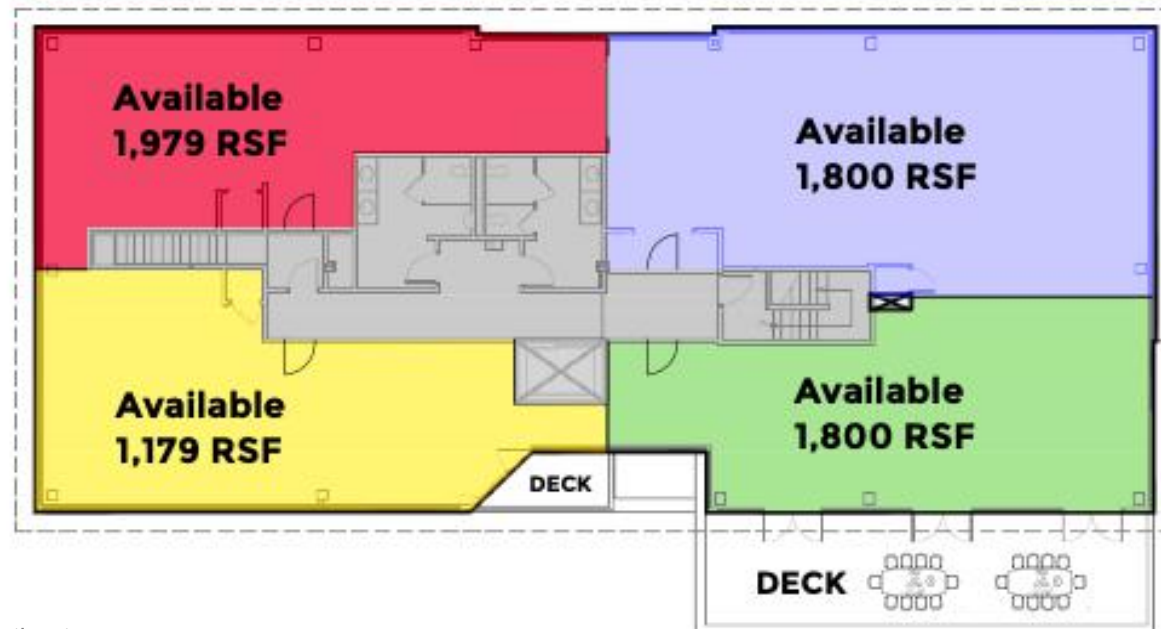 Available
1,979 RSF
Available
1,800 RSF
Available
1,179 RSF
Available
1,800 RSF
DECK
DECK